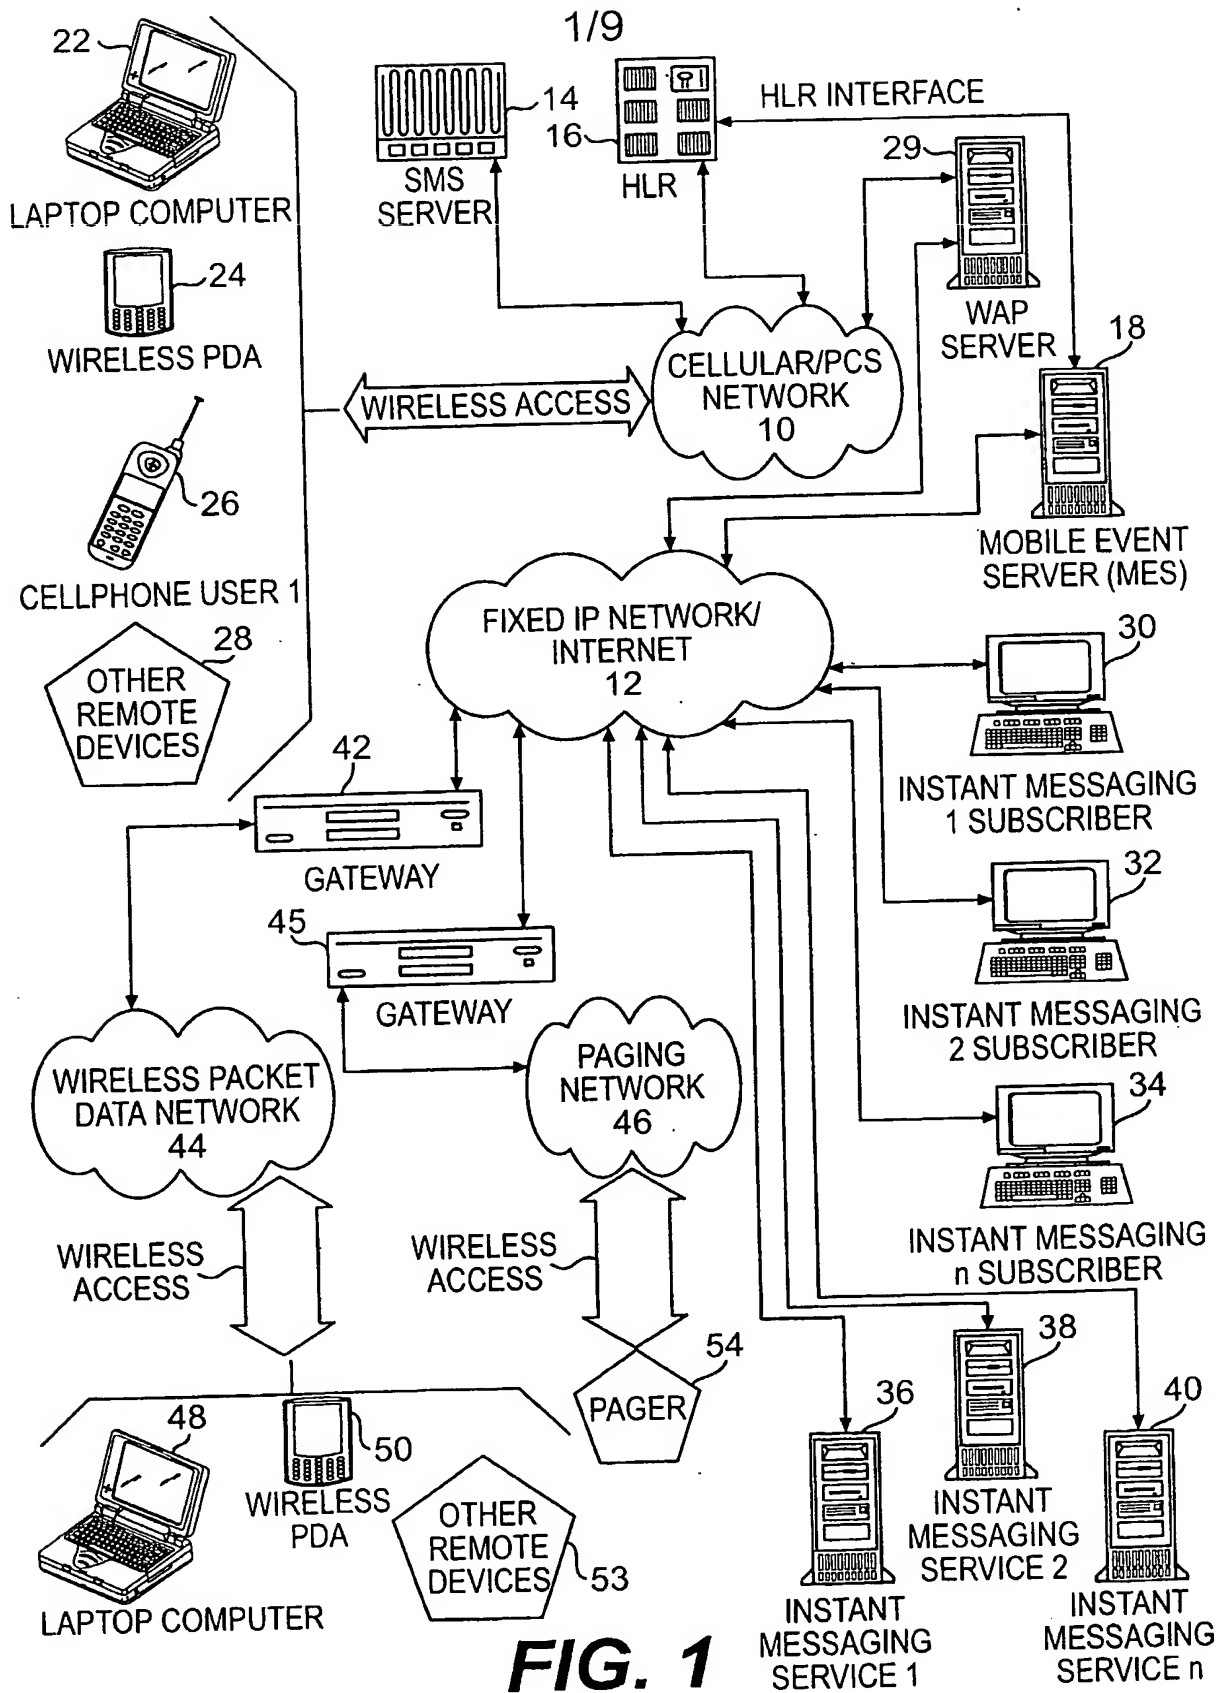 1/9
22
LAPTOP COMPUTER
24
WIRELESS PDA
26
CELLPHONE USER 1
28
OTHER
REMOTE
DEVICES
14
SMS
SERVER
16
HLR
HLR INTERFACE
29
WAP
SERVER
18
MOBILE EVENT
SERVER (MES)
WIRELESS ACCESS
CELLULAR/PCS
NETWORK
10
FIXED IP NETWORK/
INTERNET
12
30
INSTANT MESSAGING
1 SUBSCRIBER
32
INSTANT MESSAGING
2 SUBSCRIBER
34
INSTANT MESSAGING
n SUBSCRIBER
42
GATEWAY
45
GATEWAY
WIRELESS PACKET
DATA NETWORK
44
PAGING
NETWORK
46
WIRELESS
ACCESS
WIRELESS
ACCESS
54
PAGER
48
LAPTOP COMPUTER
50
WIRELESS
PDA
OTHER
REMOTE
DEVICES
53
36
INSTANT
MESSAGING
SERVICE 1
38
INSTANT
MESSAGING
SERVICE 2
40
INSTANT
MESSAGING
SERVICE n
FIG. 1